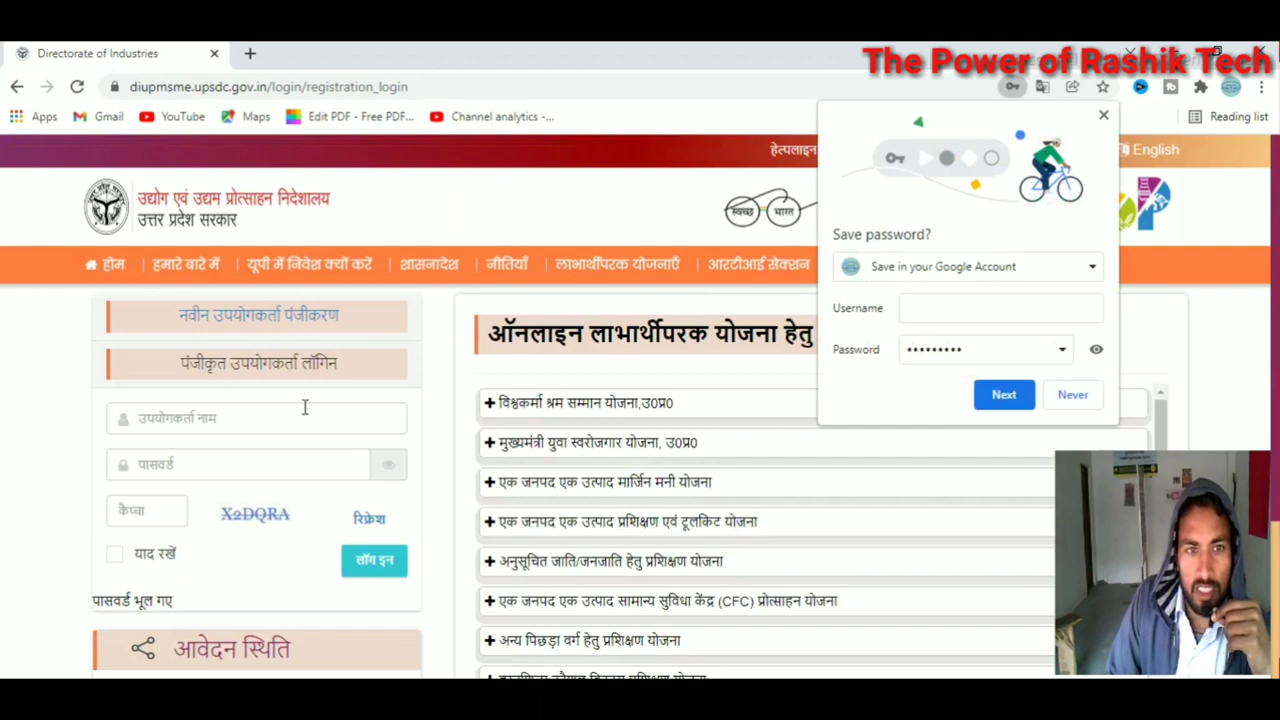 The Power of Rashik Tech
Directorate of Industries
diupmsme.upsdc.gov.in/login/registration_login
Apps
Gmail
YouTube
Maps
Edit PDF - Free PDF...
Channel analytics -...
Reading list
हेल्पलाइन
English
उद्योग एवं उद्यम प्रोत्साहन निदेशालय
उत्तर प्रदेश सरकार
स्वच्छ भारत
होम
हमारे बारे में
यूपी में निवेश क्यों करें
शासनादेश
नीतियाँ
लाभार्थीपरक योजनाएँ
आरटीआई सेक्शन
Save password?
Save in your Google Account
Username
Password •••••••••
Next
Never
नवीन उपयोगकर्ता पंजीकरण
पंजीकृत उपयोगकर्ता लॉगिन
उपयोगकर्ता नाम
पासवर्ड
कैप्चा
X2DQRA
रिफ्रेश
याद रखें
लॉग इन
पासवर्ड भूल गए
आवेदन स्थिति
ऑनलाइन लाभार्थीपरक योजना हेतु
+ विश्वकर्मा श्रम सम्मान योजना,उ0प्र0
+ मुख्यमंत्री युवा स्वरोजगार योजना, उ0प्र0
+ एक जनपद एक उत्पाद मार्जिन मनी योजना
+ एक जनपद एक उत्पाद प्रशिक्षण एवं टूलकिट योजना
+ अनुसूचित जाति/जनजाति हेतु प्रशिक्षण योजना
+ एक जनपद एक उत्पाद सामान्य सुविधा केंद्र (CFC) प्रोत्साहन योजना
+ अन्य पिछड़ा वर्ग हेतु प्रशिक्षण योजना